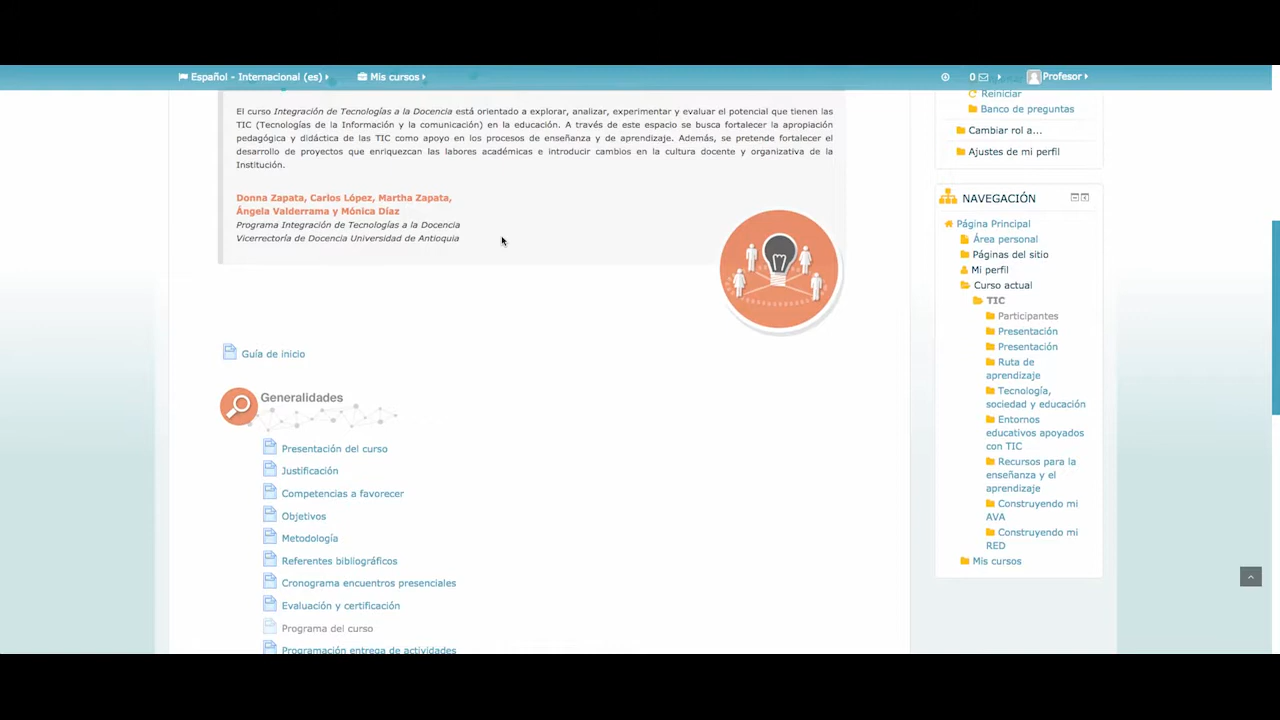 Español - Internacional (es)
Mis cursos
0
Profesor
El curso Integración de Tecnologías a la Docencia está orientado a explorar, analizar, experimentar y evaluar el potencial que tienen las
TIC (Tecnologías de la Información y la comunicación) en la educación. A través de este espacio se busca fortalecer la apropiación
pedagógica y didáctica de las TIC como apoyo en los procesos de enseñanza y de aprendizaje. Además, se pretende fortalecer el
desarrollo de proyectos que enriquezcan las labores académicas e introducir cambios en la cultura docente y organizativa de la
Institución.
Donna Zapata, Carlos López, Martha Zapata,
Ángela Valderrama y Mónica Díaz
Programa Integración de Tecnologías a la Docencia
Vicerrectoría de Docencia Universidad de Antioquia
Guía de inicio
Generalidades
Presentación del curso
Justificación
Competencias a favorecer
Objetivos
Metodología
Referentes bibliográficos
Cronograma encuentros presenciales
Evaluación y certificación
Programa del curso
Programación entrega de actividades
Reiniciar
Banco de preguntas
Cambiar rol a...
Ajustes de mi perfil
NAVEGACIÓN
Página Principal
Área personal
Páginas del sitio
Mi perfil
Curso actual
TIC
Participantes
Presentación
Presentación
Ruta de
aprendizaje
Tecnología,
sociedad y educación
Entornos
educativos apoyados
con TIC
Recursos para la
enseñanza y el
aprendizaje
Construyendo mi
AVA
Construyendo mi
RED
Mis cursos